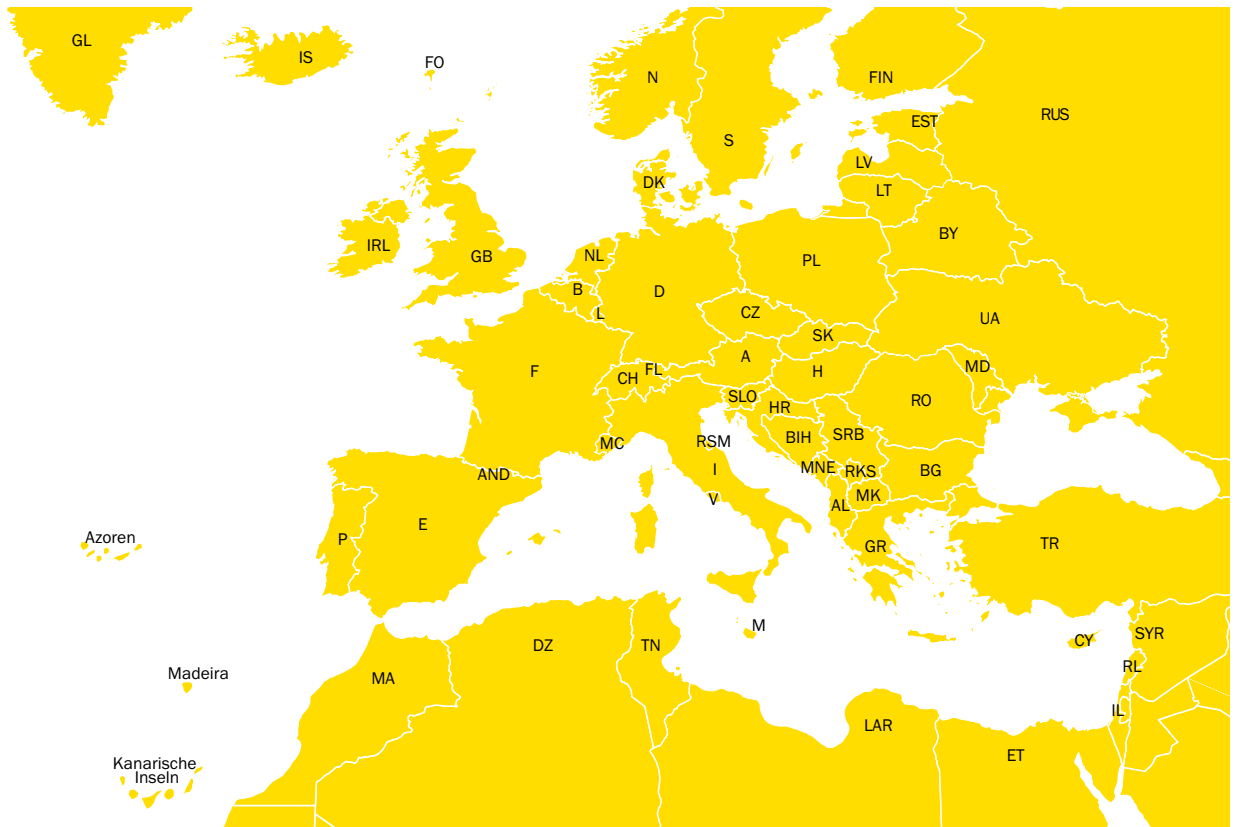 GL
IS
FO
N
FIN
RUS
EST
S
LV
DK
LT
BY
IRL
GB
NL
PL
B
D
L
CZ
UA
SK
A
MD
F
CH
FL
H
SLO
HR
RO
MC
RSM
BIH
SRB
I
MNE
RKS
BG
AND
V
AL
MK
P
E
Azoren
GR
TR
M
CY
SYR
DZ
TN
RL
Madeira
MA
IL
LAR
ET
Kanarische
Inseln